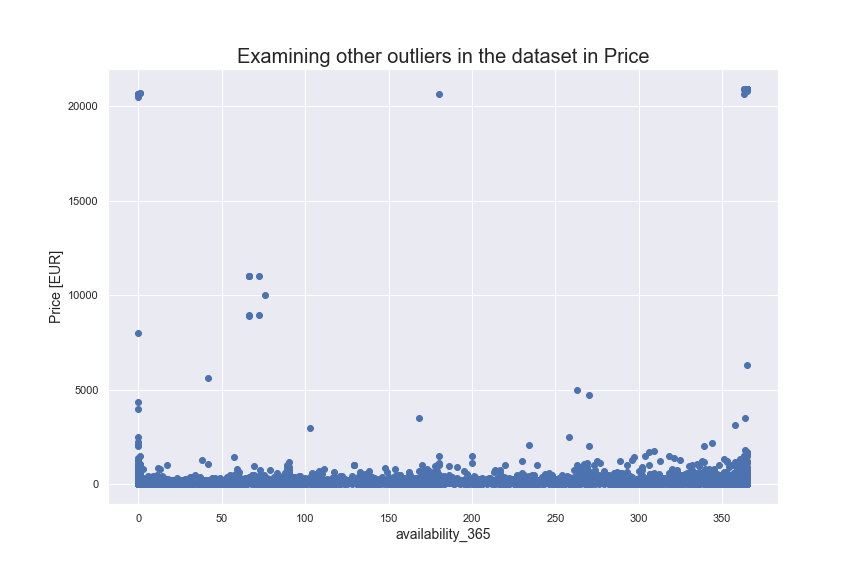 Examining other outliers in the dataset in Price
20000
15000
10000
5000
0
Price [EUR]
0 50 100 150 200 250 300 350
availability_365